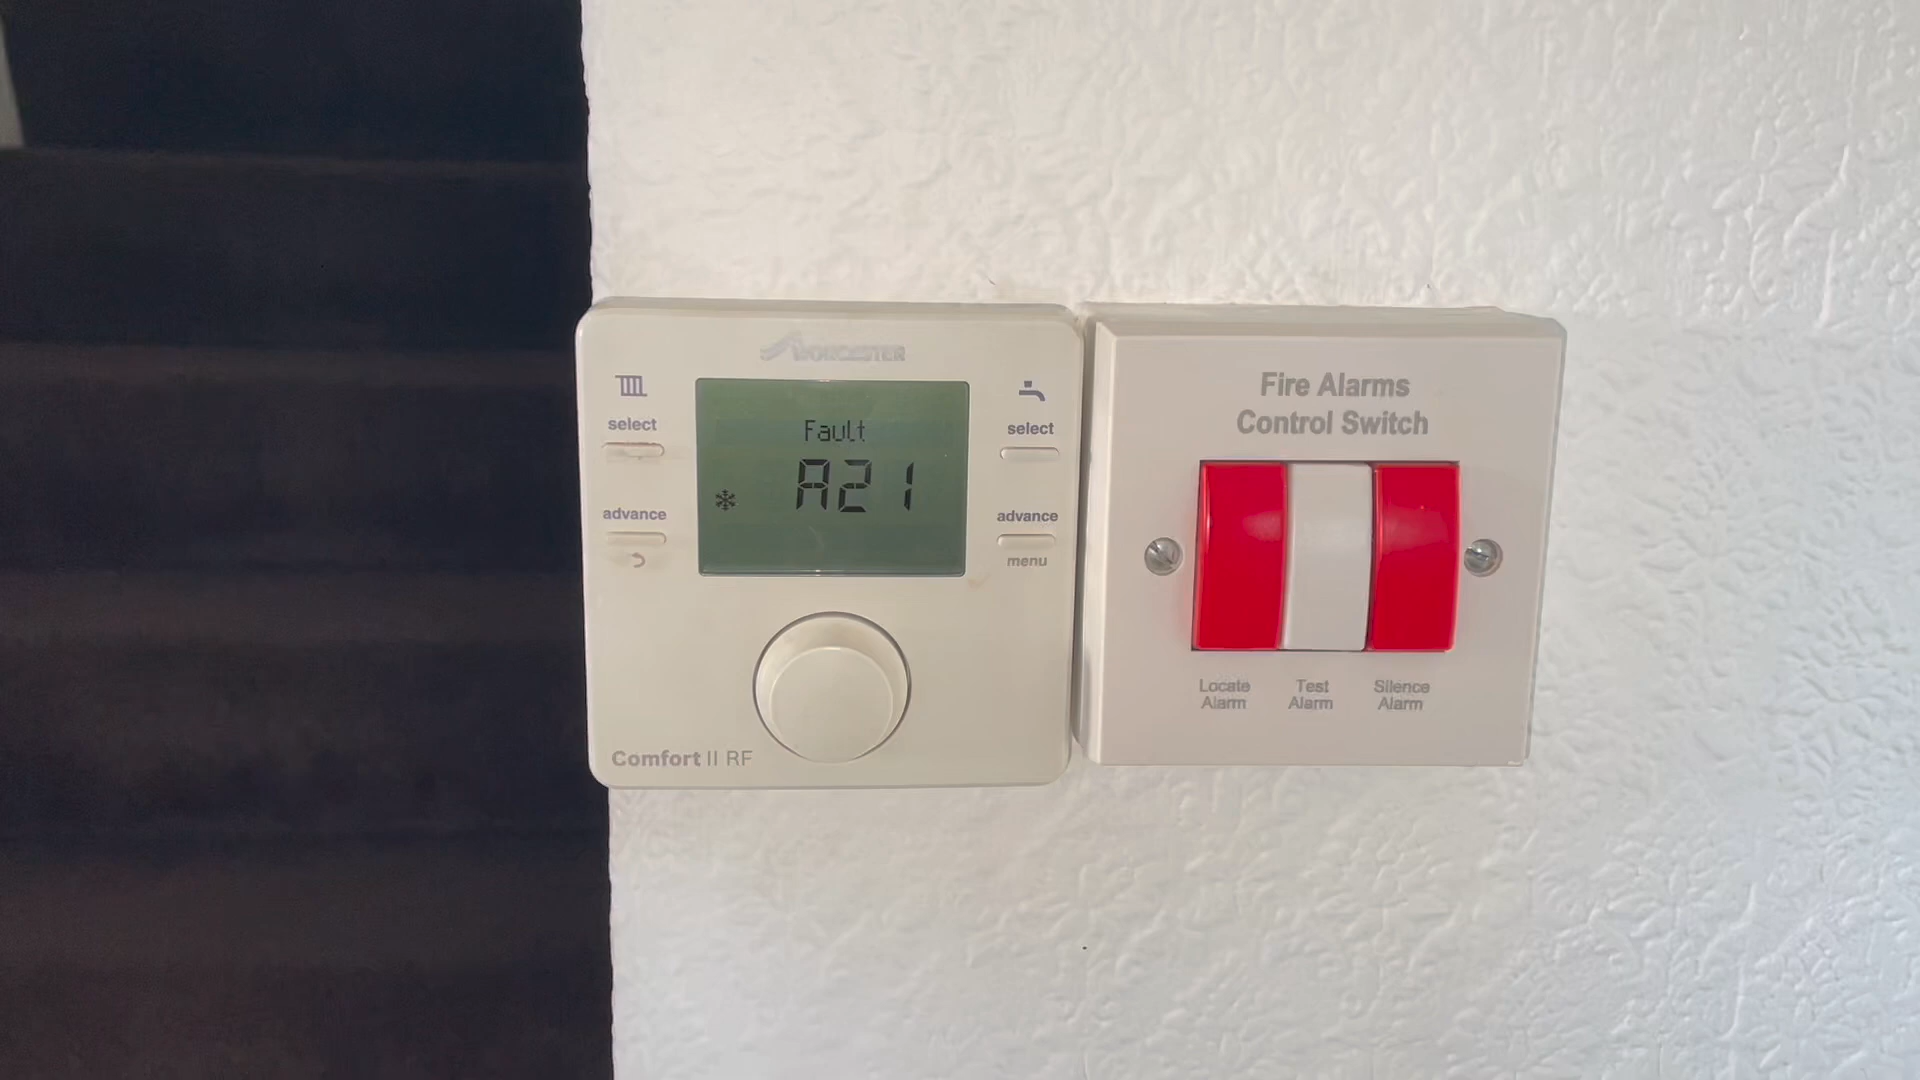 WORCESTER
select
select
Fault
A21
advance
advance
menu
Comfort II RF
Fire Alarms
Control Switch
Locate
Alarm
Test
Alarm
Silence
Alarm